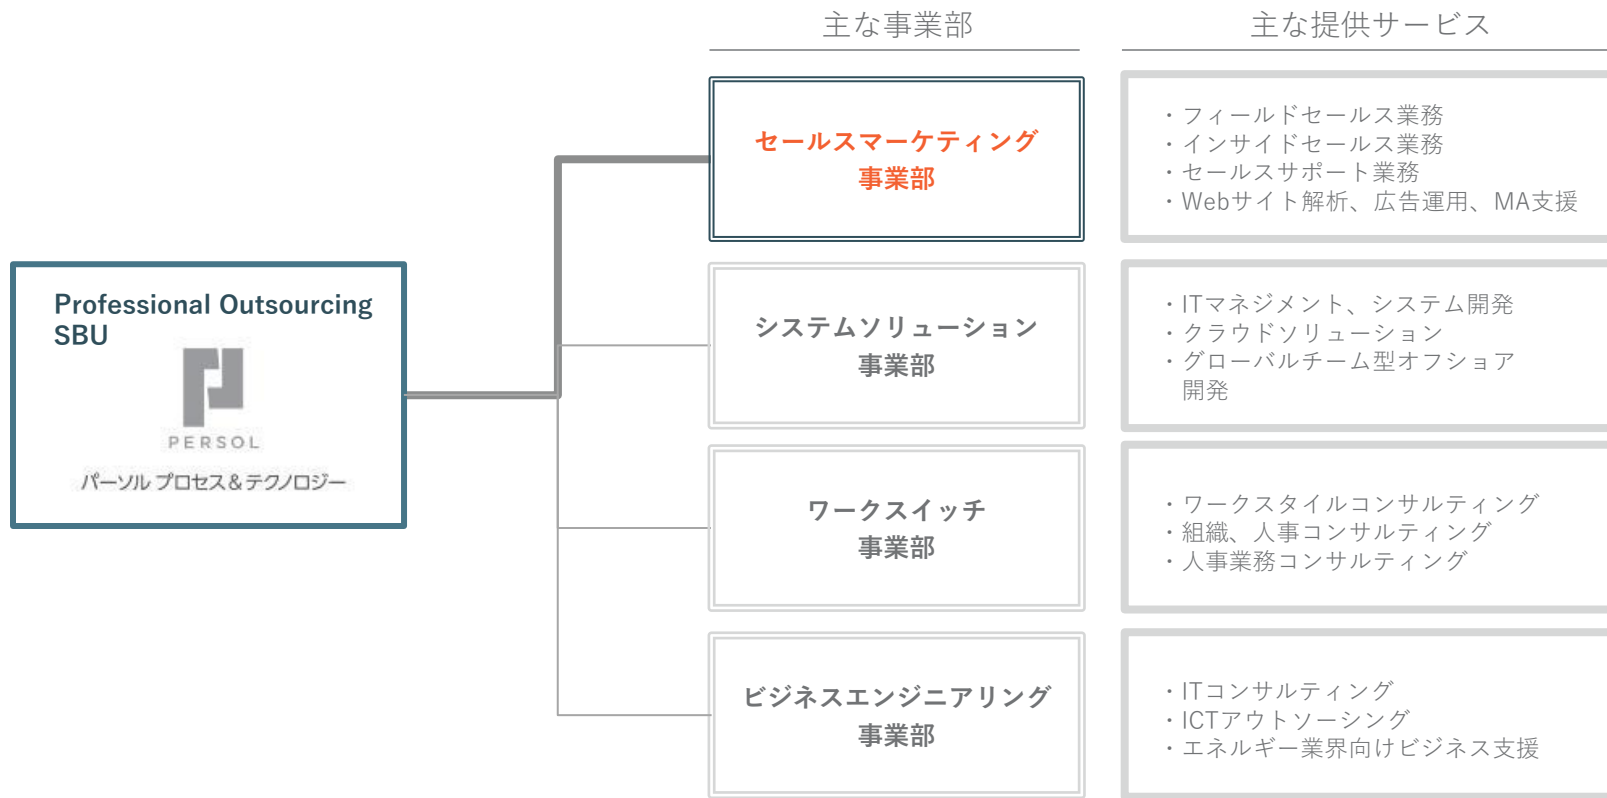 主な事業部
主な提供サービス
Professional Outsourcing
SBU
PERSOL
パーソル プロセス＆テクノロジー
セールスマーケティング
事業部
・フィールドセールス業務
・インサイドセールス業務
・セールスサポート業務
・Webサイト解析、広告運用、MA支援
システムソリューション
事業部
・ITマネジメント、システム開発
・クラウドソリューション
・グローバルチーム型オフショア
開発
ワークスイッチ
事業部
・ワークスタイルコンサルティング
・組織、人事コンサルティング
・人事業務コンサルティング
ビジネスエンジニアリング
事業部
・ITコンサルティング
・ICTアウトソーシング
・エネルギー業界向けビジネス支援